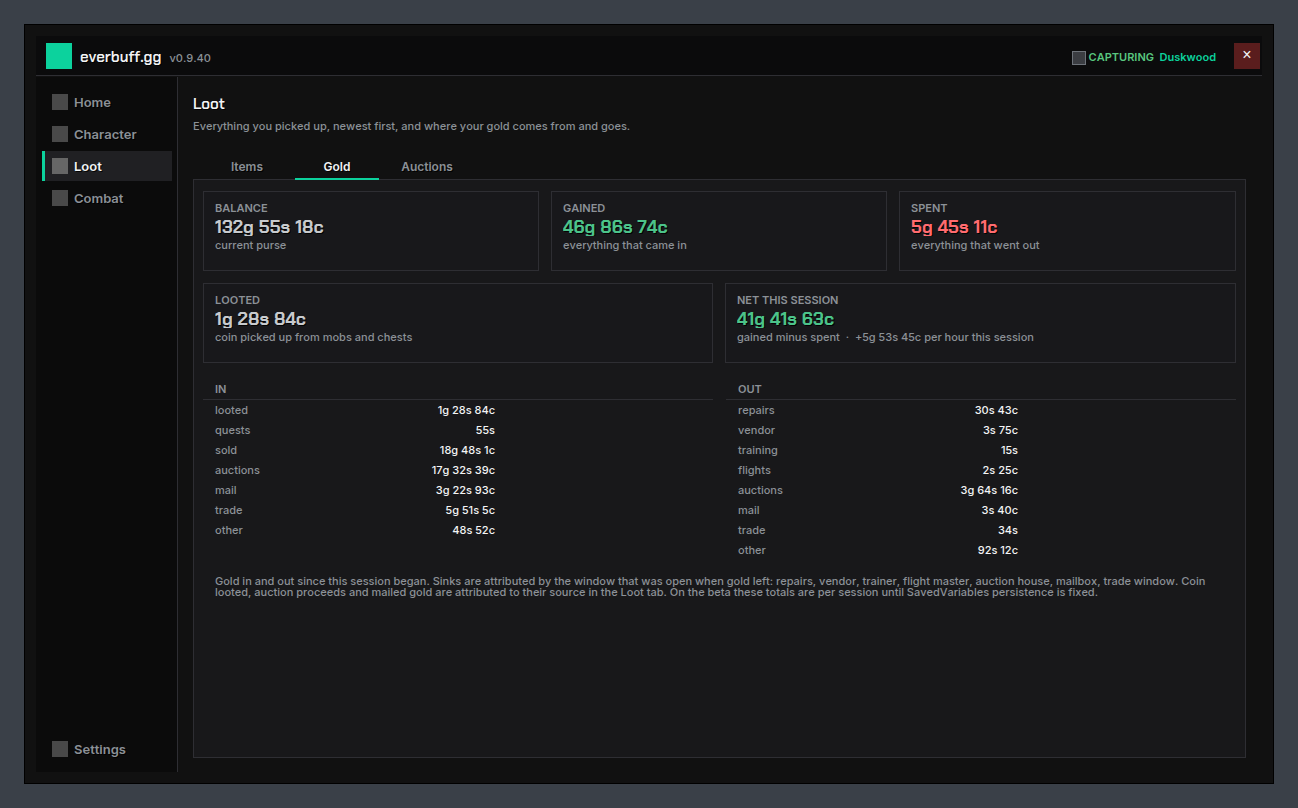 everbuff.gg v0.9.40
CAPTURING Duskwood ×
Home
Character
Loot
Combat
Settings
Loot
Everything you picked up, newest first, and where your gold comes from and goes.
Items Gold Auctions
BALANCE
132g 55s 18c
current purse
GAINED
46g 86s 74c
everything that came in
SPENT
5g 45s 11c
everything that went out
LOOTED
1g 28s 84c
coin picked up from mobs and chests
NET THIS SESSION
41g 41s 63c
gained minus spent · +5g 53s 45c per hour this session
IN
looted 1g 28s 84c
quests 55s
sold 18g 48s 1c
auctions 17g 32s 39c
mail 3g 22s 93c
trade 5g 51s 5c
other 48s 52c
OUT
repairs 30s 43c
vendor 3s 75c
training 15s
flights 2s 25c
auctions 3g 64s 16c
mail 3s 40c
trade 34s
other 92s 12c
Gold in and out since this session began. Sinks are attributed by the window that was open when gold left: repairs, vendor, trainer, flight master, auction house, mailbox, trade window. Coin
looted, auction proceeds and mailed gold are attributed to their source in the Loot tab. On the beta these totals are per session until SavedVariables persistence is fixed.